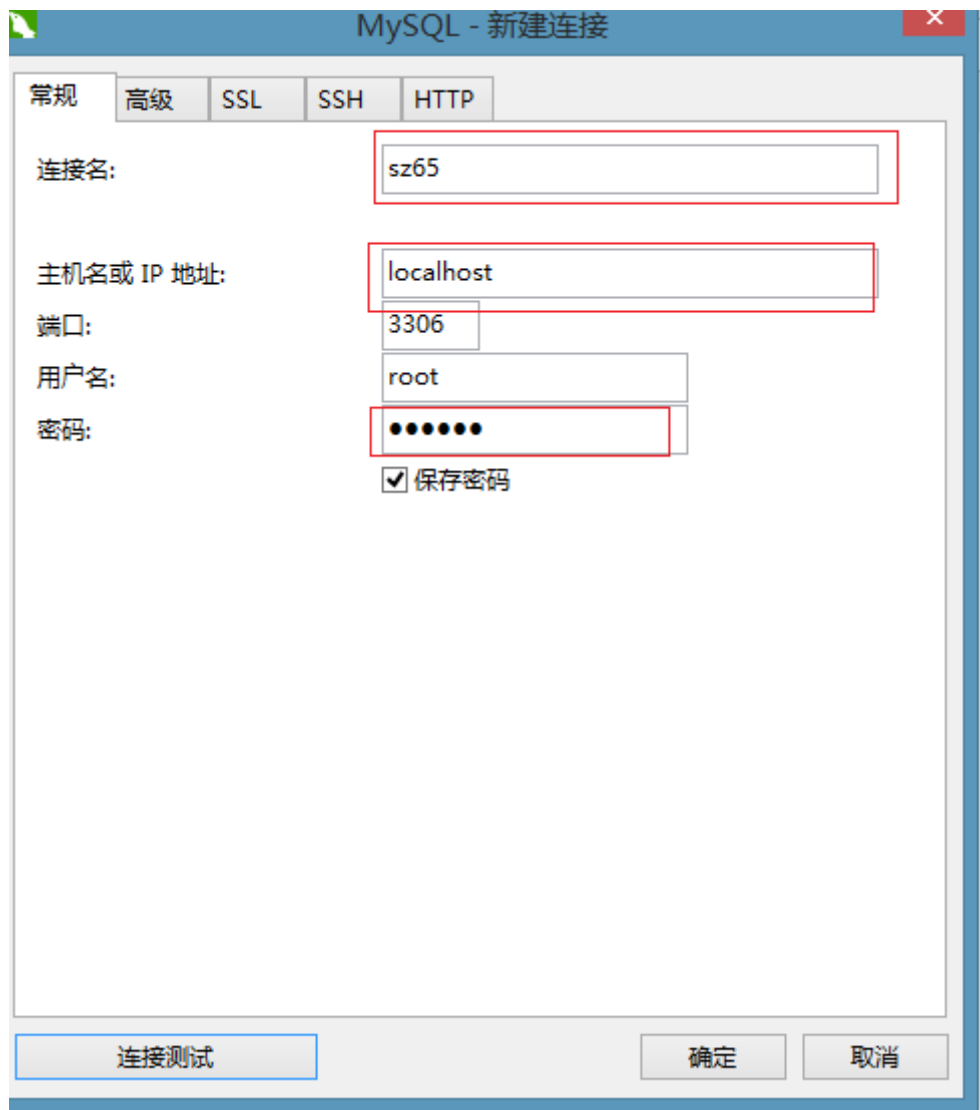 MySQL - 新建连接
常规 高级 SSL SSH HTTP
连接名: sz65
主机名或 IP 地址: localhost
端口: 3306
用户名: root
密码: ●●●●●●
保存密码
连接测试 确定 取消